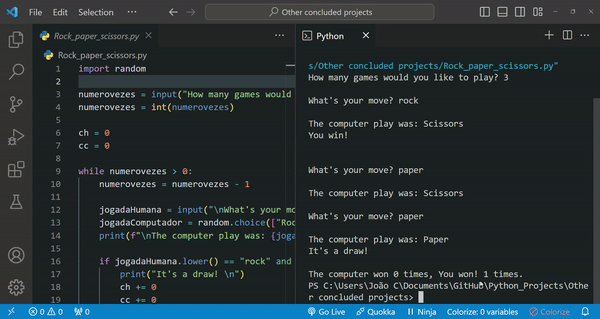 File Edit Selection ... Other concluded projects
Rock_paper_scissors.py
Rock_paper_scissors.py
1 import random
2
3 numerovezes = input("How many games would
4 numerovezes = int(numerovezes)
5
6 ch = 0
7 cc = 0
8
9 while numerovezes > 0:
10 numerovezes = numerovezes - 1
11
12 jogadaHumana = input("\nWhat's your mo
13 jogadaComputador = random.choice(["Roc
14 print(f"\nThe computer play was: {joga
15
16 if jogadaHumana.lower() == "rock" and
17 print("It's a draw! \n")
18 ch += 0
19 cc += 0
Python
s/Other concluded projects/Rock_paper_scissors.py"
How many games would you like to play? 3
What's your move? rock
The computer play was: Scissors
You win!
What's your move? paper
The computer play was: Scissors
What's your move? paper
The computer play was: Paper
It's a draw!
The computer won 0 times, You won! 1 times.
PS C:\Users\João C\Documents\GitHub\Python_Projects\Othe
r concluded projects>
0 0 0 Go Live Quokka Ninja Colorize: 0 variables Colorize